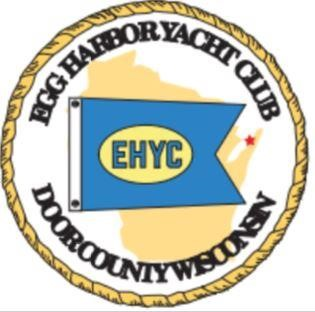 EGG HARBOR YACHT CLUB
EHYC
DOOR COUNTY WISCONSIN